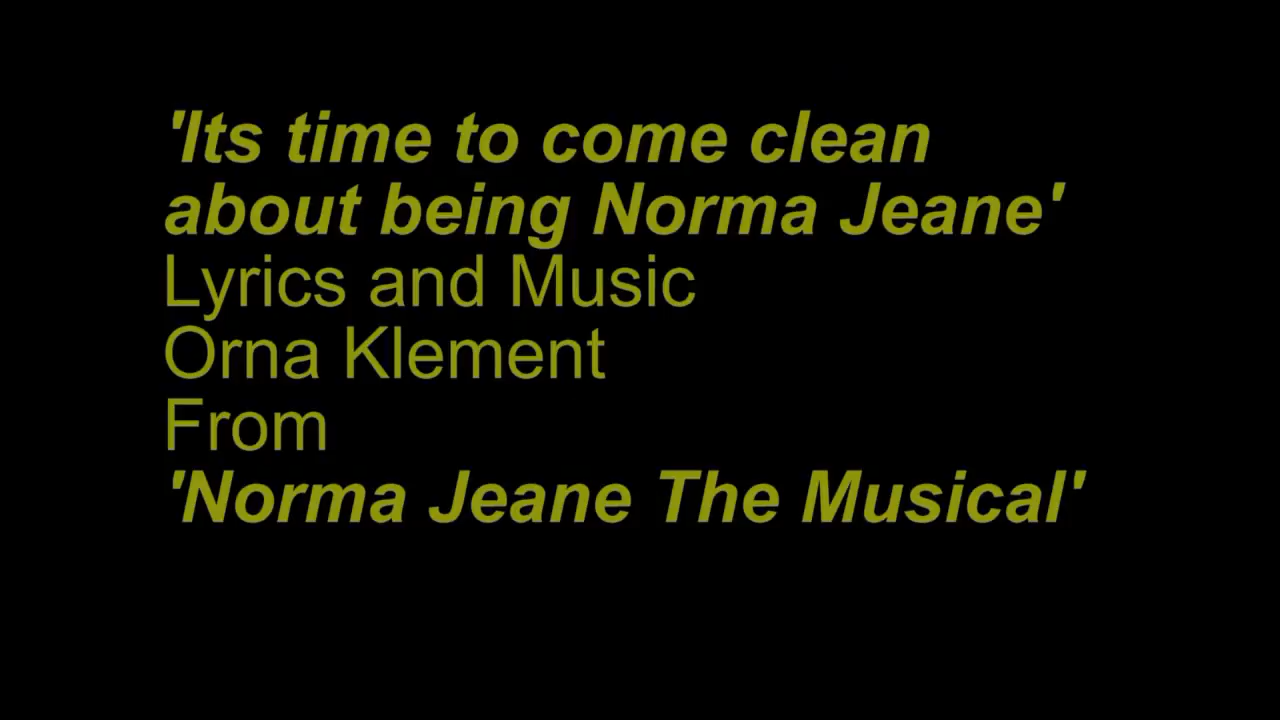 'Its time to come clean
about being Norma Jeane'
Lyrics and Music
Orna Klement
From
'Norma Jeane The Musical'